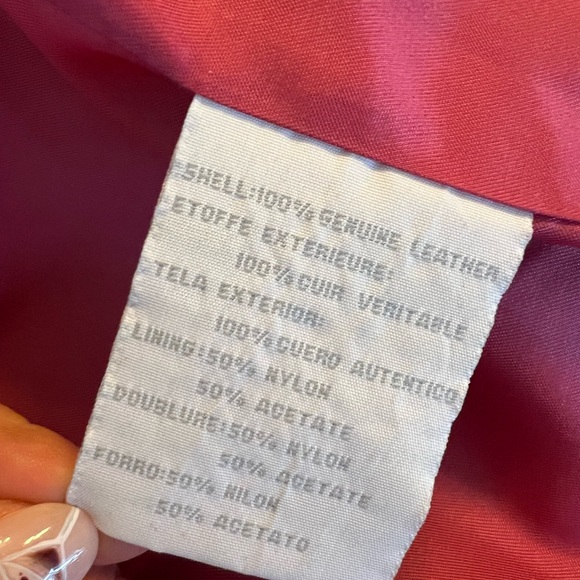 SHELL:100% GENUINE LEATHER
ETOFFE EXTERIEURE:
100% CUIR VERITABLE
TELA EXTERIOR:
100% CUERO AUTENTICO
LINING:50% NYLON
50% ACETATE
DOUBLURE:50% NYLON
50% ACETATE
FORRO:50% NILON
50% ACETATO